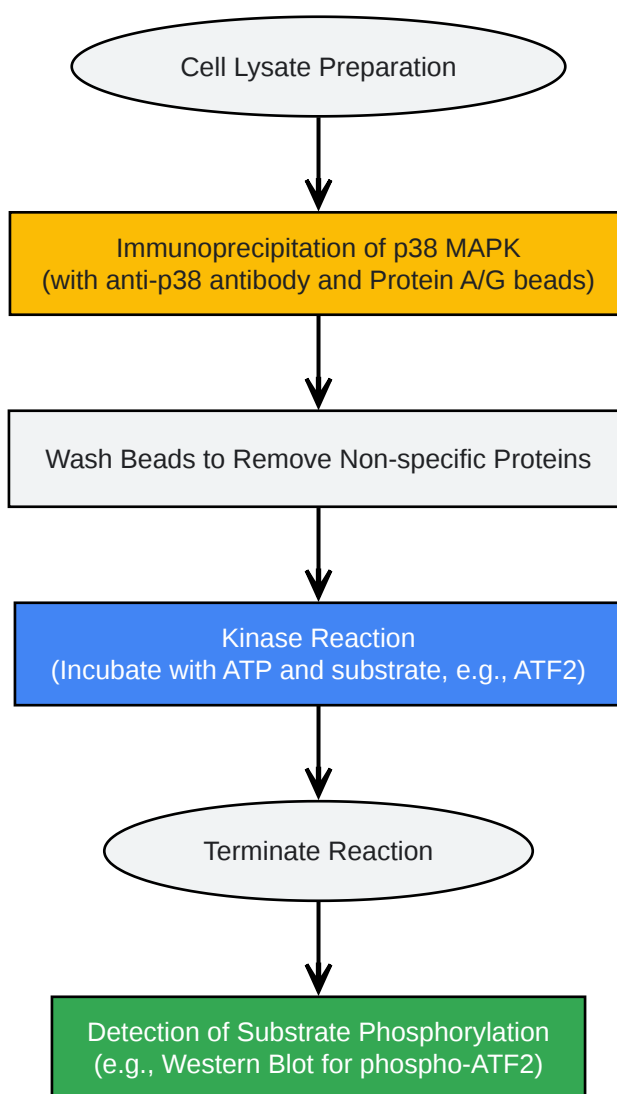 Cell Lysate Preparation
Immunoprecipitation of p38 MAPK
(with anti-p38 antibody and Protein A/G beads)
Wash Beads to Remove Non-specific Proteins
Kinase Reaction
(Incubate with ATP and substrate, e.g., ATF2)
Terminate Reaction
Detection of Substrate Phosphorylation
(e.g., Western Blot for phospho-ATF2)